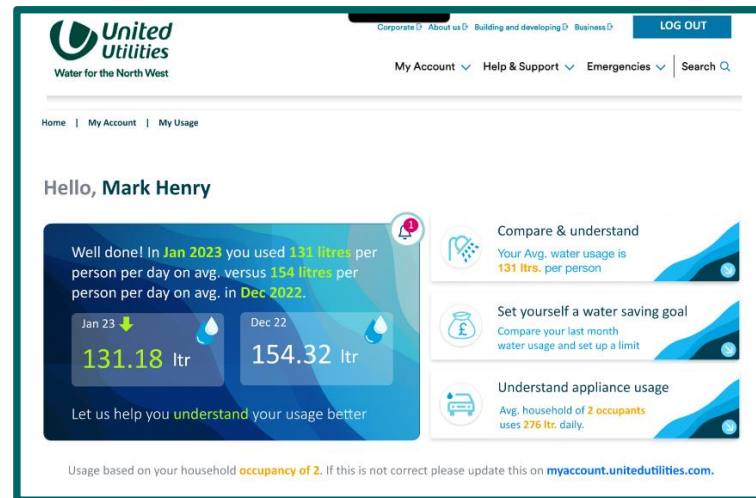 United
Utilities
Water for the North West
Corporate About us Building and developing Business
LOG OUT
My Account Help & Support Emergencies Search
Home | My Account | My Usage
Hello, Mark Henry
1
Well done! In Jan 2023 you used 131 litres per
person per day on avg. versus 154 litres per
person per day on avg. in Dec 2022.
Jan 23
131.18 ltr
Dec 22
154.32 ltr
Let us help you understand your usage better
Compare & understand
Your Avg. water usage is
131 ltrs. per person
£
Set yourself a water saving goal
Compare your last month
water usage and set up a limit
Understand appliance usage
Avg. household of 2 occupants
uses 276 ltr. daily.
Usage based on your household occupancy of 2. If this is not correct please update this on myaccount.unitedutilities.com.